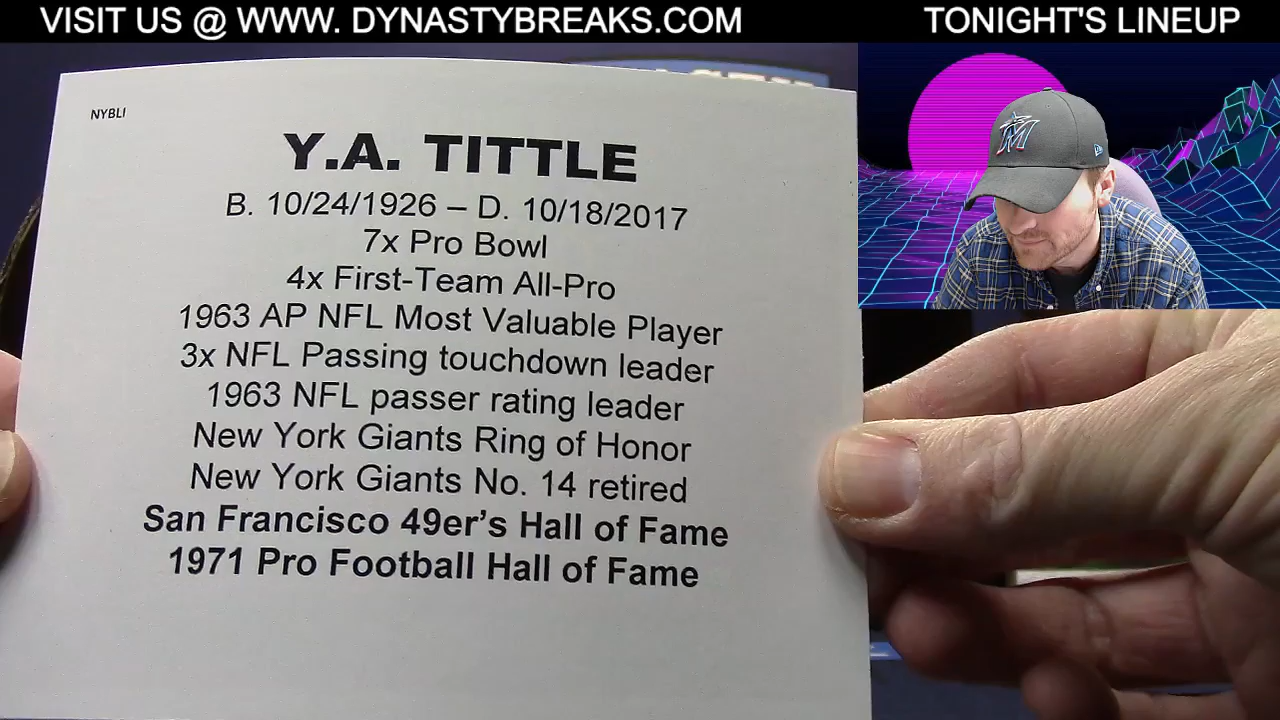 VISIT US @ WWW. DYNASTYBREAKS.COM
TONIGHT'S LINEUP
NYBLI
Y.A. TITTLE
B. 10/24/1926 – D. 10/18/2017
7x Pro Bowl
4x First-Team All-Pro
1963 AP NFL Most Valuable Player
3x NFL Passing touchdown leader
1963 NFL passer rating leader
New York Giants Ring of Honor
New York Giants No. 14 retired
San Francisco 49er’s Hall of Fame
1971 Pro Football Hall of Fame